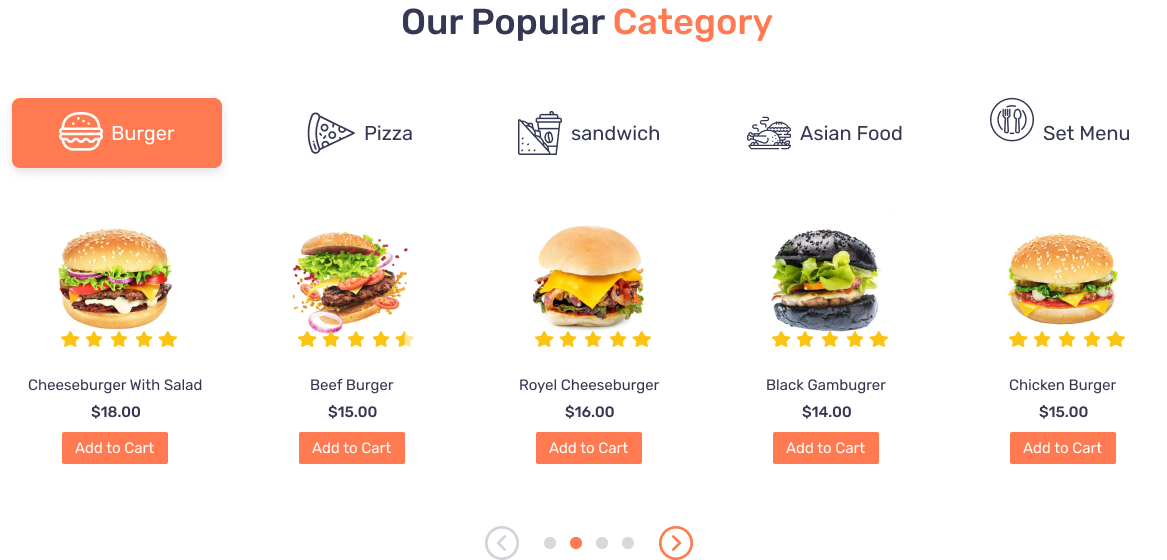 Our Popular Category
Burger
Pizza
sandwich
Asian Food
Set Menu
Cheeseburger With Salad
$18.00
Add to Cart
Beef Burger
$15.00
Add to Cart
Royel Cheeseburger
$16.00
Add to Cart
Black Gambugrer
$14.00
Add to Cart
Chicken Burger
$15.00
Add to Cart